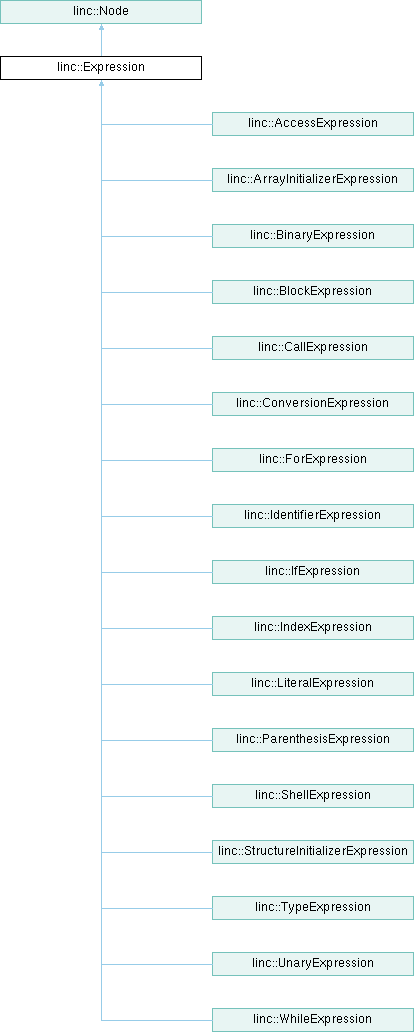 linc::Node
linc::Expression
linc::AccessExpression
linc::ArrayInitializerExpression
linc::BinaryExpression
linc::BlockExpression
linc::CallExpression
linc::ConversionExpression
linc::ForExpression
linc::IdentifierExpression
linc::IfExpression
linc::IndexExpression
linc::LiteralExpression
linc::ParenthesisExpression
linc::ShellExpression
linc::StructureInitializerExpression
linc::TypeExpression
linc::UnaryExpression
linc::WhileExpression